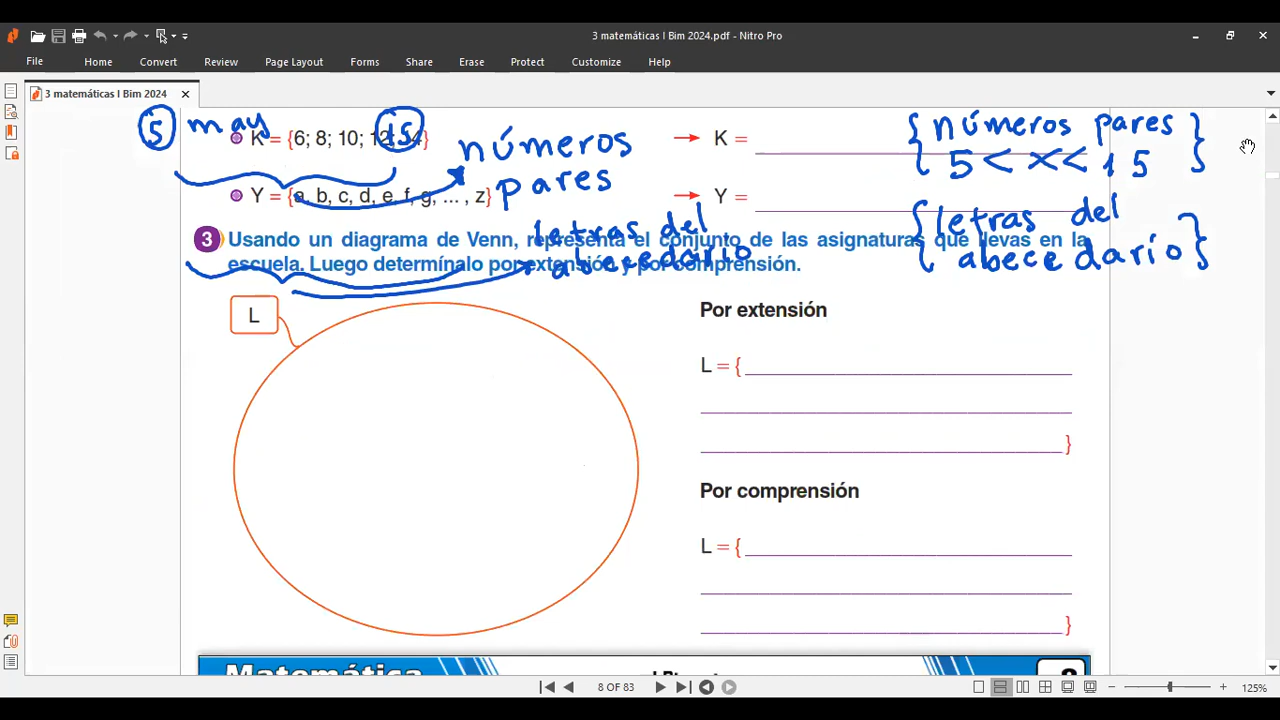 3 matemáticas I Bim 2024.pdf - Nitro Pro
File Home Convert Review Page Layout Forms Share Erase Protect Customize Help
3 matemáticas I Bim 2024
5 may 15
K = {6; 8; 10; 12; 14}
números
pares
K =
{ números pares }
{ 5 < x < 15 }
Y = {a, b, c, d, e, f, g, ... , z}
letras del
abecedario
Y =
{ letras del
abecedario }
3 Usando un diagrama de Venn, representa el conjunto de las asignaturas que llevas en la
escuela. Luego determínalo por extensión y por comprensión.
L
Por extensión
L = {
}
Por comprensión
L = {
}
Matemática
8 OF 83
125%